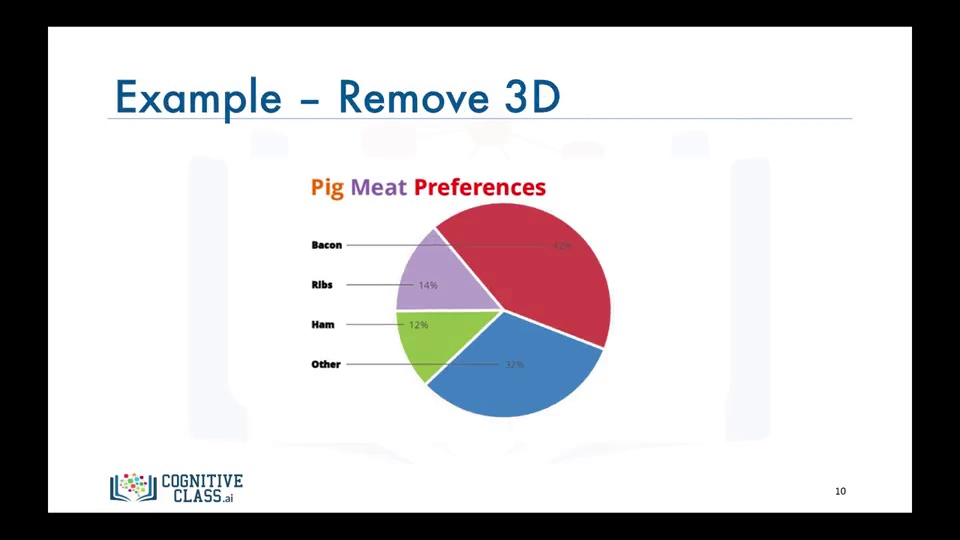 Example – Remove 3D
Pig Meat Preferences
Bacon 42%
Ribs 14%
Ham 12%
Other 32%
COGNITIVE
CLASS.ai
10